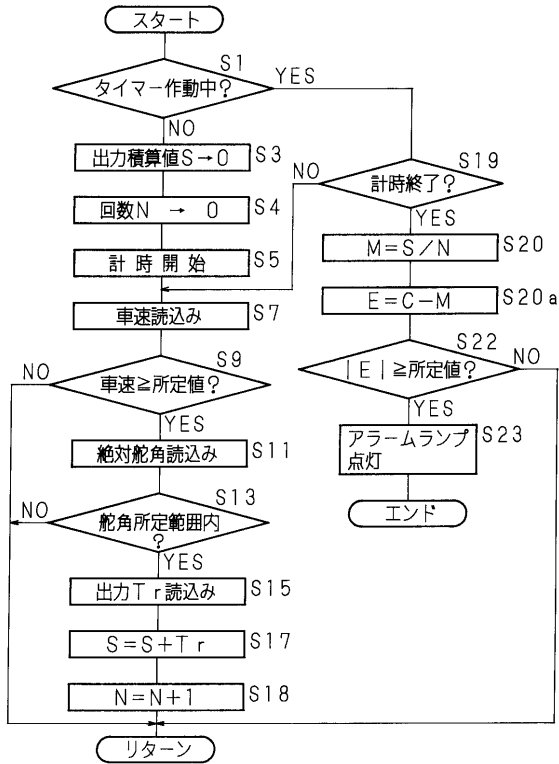 スタート
S1
タイマー作動中?
YES
NO
出力積算値S→0
S3
回数N → 0
S4
計時開始
S5
車速読込み
S7
S9
車速≧所定値?
NO
YES
絶対舵角読込み
S11
S13
舵角所定範囲内
?
NO
YES
出力Tr読込み
S15
S=S+Tr
S17
N=N+1
S18
リターン
S19
計時終了?
NO
YES
M=S/N
S20
E=C-M
S20a
S22
|E|≧所定値?
NO
YES
アラームランプ
点灯
S23
エンド